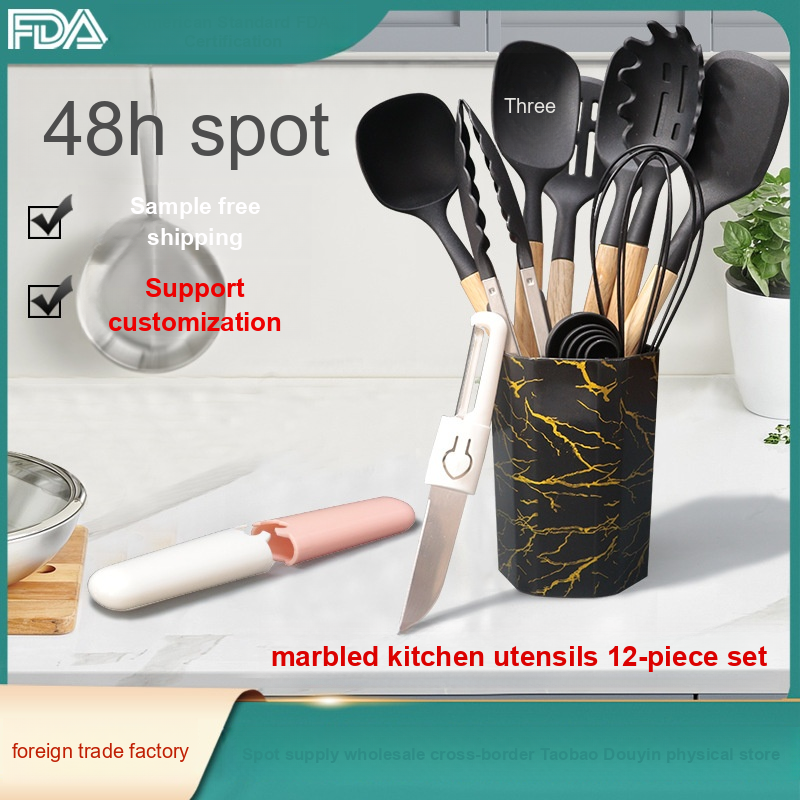 FDA
48h spot
Three
Sample free
shipping
Support
customization
marbled kitchen utensils 12-piece set
foreign trade factory
Spot supply wholesale cross-border Taobao Douyin physical store